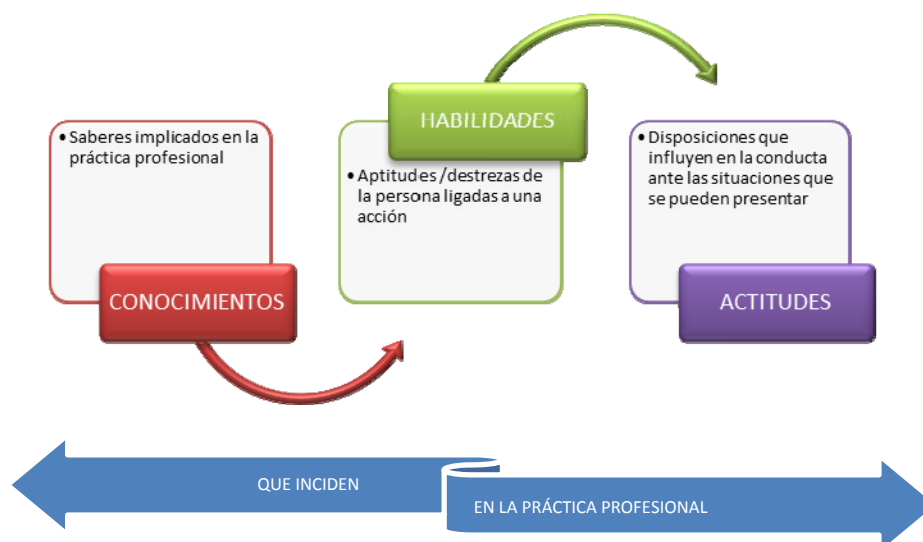 • Saberes implicados en la
práctica profesional
CONOCIMIENTOS
HABILIDADES
• Aptitudes /destrezas de
la persona ligadas a una
acción
• Disposiciones que
influyen en la conducta
ante las situaciones que
se pueden presentar
ACTITUDES
QUE INCIDEN
EN LA PRÁCTICA PROFESIONAL